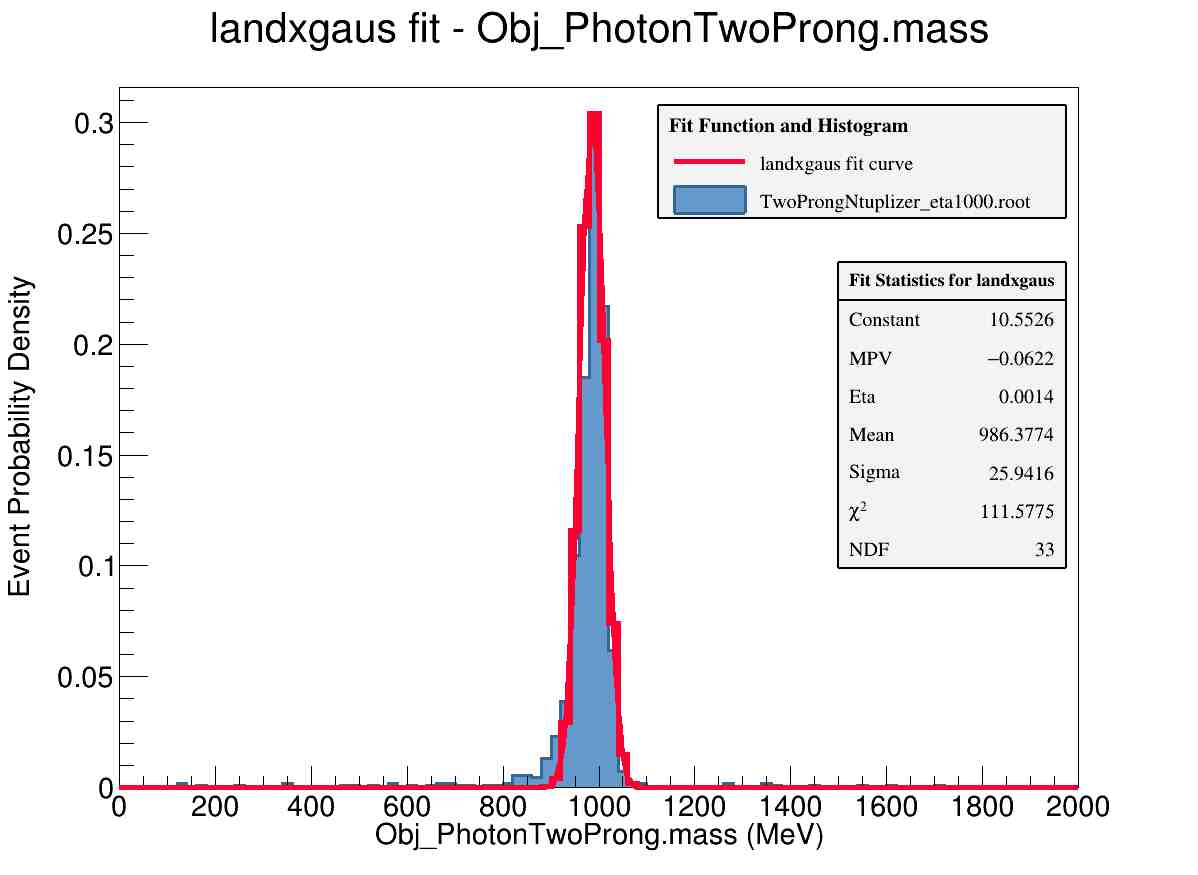 landxgaus fit - Obj_PhotonTwoProng.mass
Fit Function and Histogram
landxgaus fit curve
TwoProngNtuplizer_eta1000.root
Fit Statistics for landxgaus
Constant 10.5526
MPV −0.0622
Eta 0.0014
Mean 986.3774
Sigma 25.9416
χ² 111.5775
NDF 33
Event Probability Density
0.3
0.25
0.2
0.15
0.1
0.05
0
0 200 400 600 800 1000 1200 1400 1600 1800 2000
Obj_PhotonTwoProng.mass (MeV)